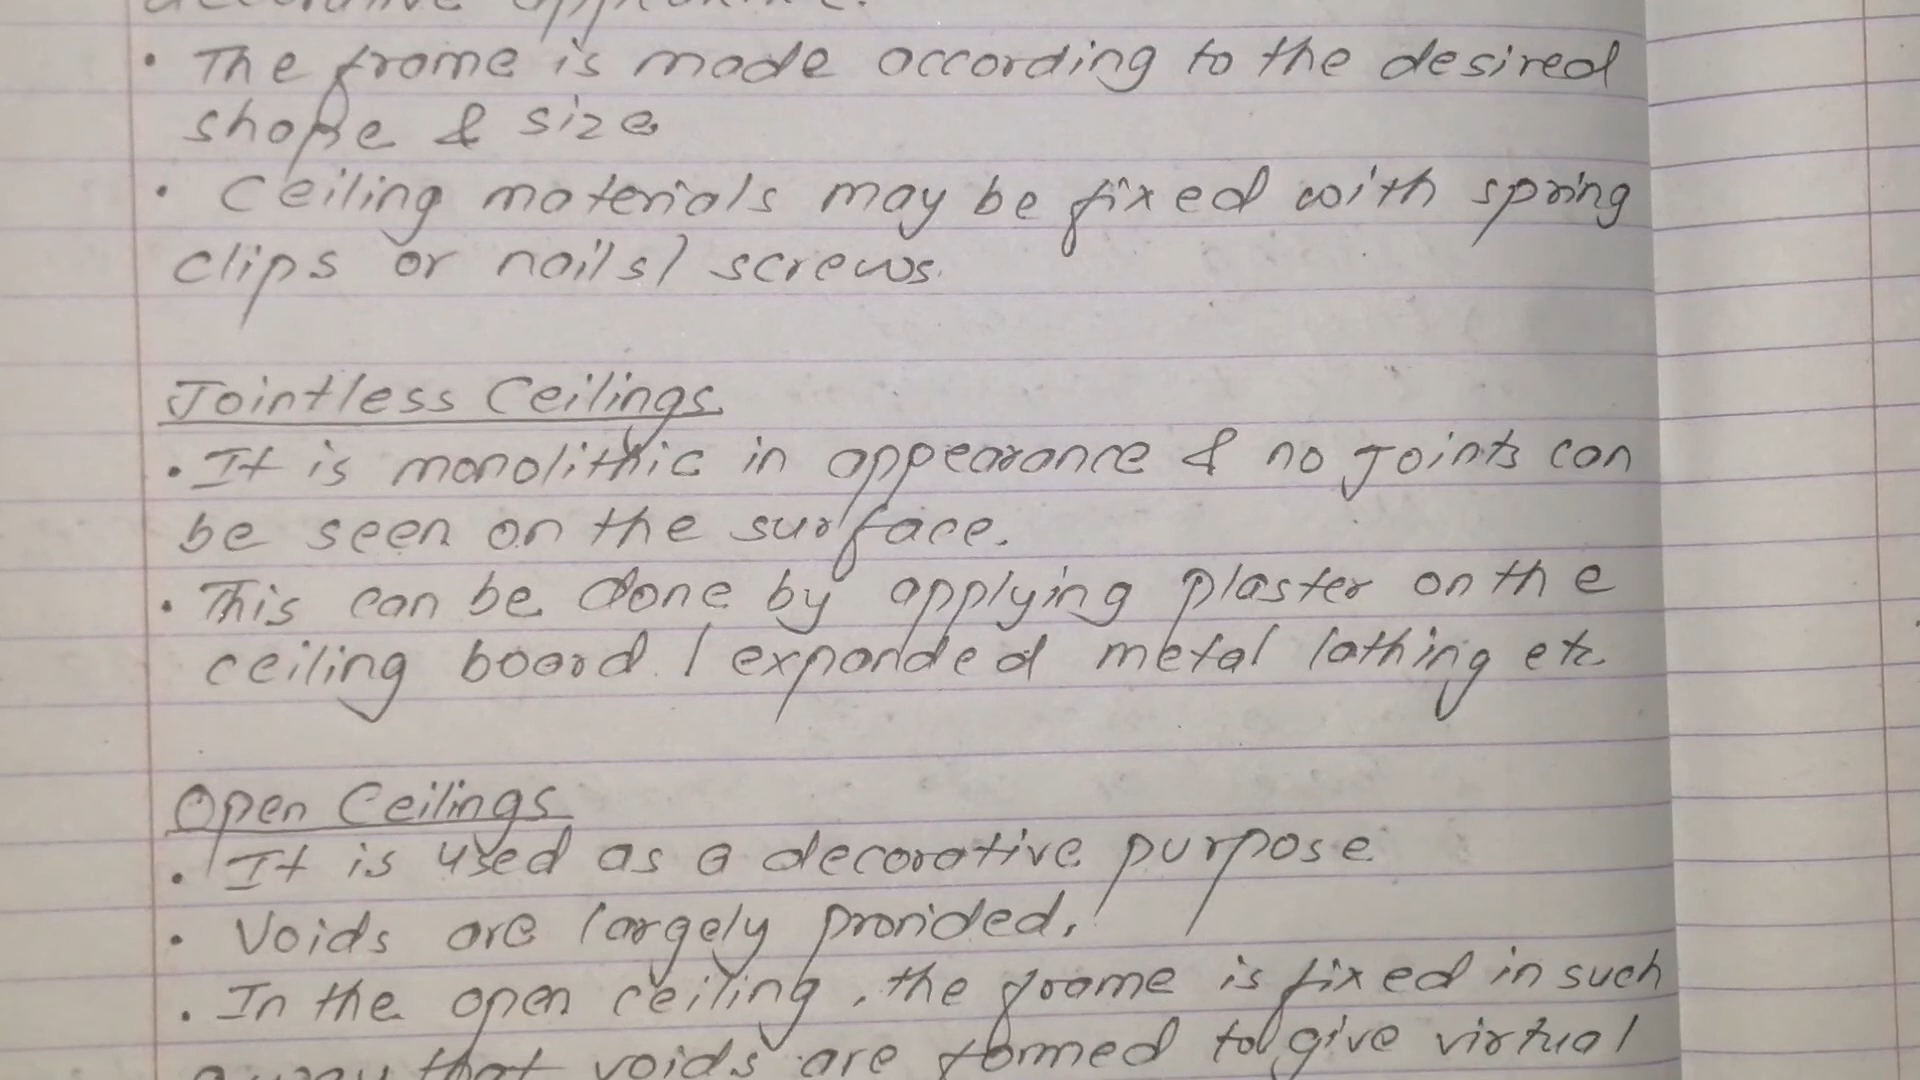 decorative appearance.
• The frame is made according to the desired
shape & size
• Ceiling materials may be fixed with spring
clips or nails/ screws.
Jointless Ceilings
• It is monolithic in appearance & no joints can
be seen on the surface.
• This can be done by applying plaster on the
ceiling board / expanded metal lathing etc.
Open Ceilings
• It is used as a decorative purpose
• Voids are largely provided.
• In the open ceiling, the frame is fixed in such
a way that voids are formed to give virtual